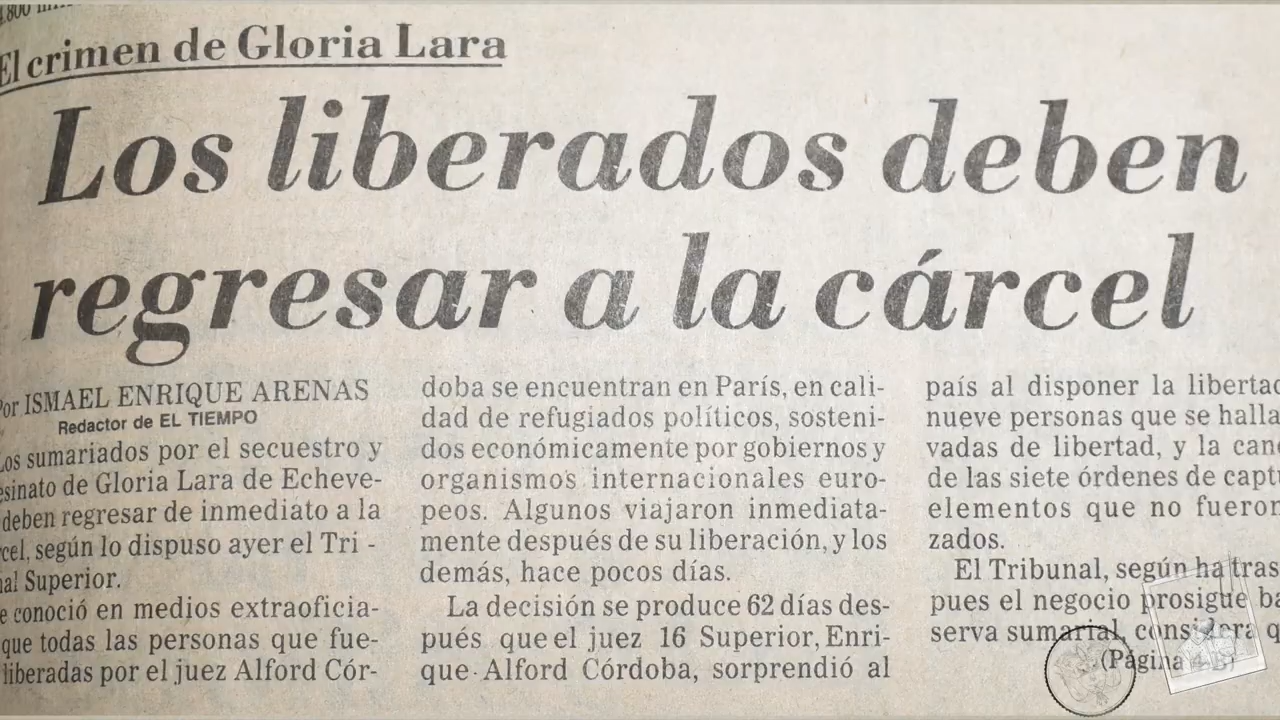 El crimen de Gloria Lara
Los liberados deben
regresar a la cárcel
Por ISMAEL ENRIQUE ARENAS
Redactor de EL TIEMPO
Los sumariados por el secuestro y
esinato de Gloria Lara de Echeve-
deben regresar de inmediato a la
rcel, según lo dispuso ayer el Tri -
nal Superior.
e conoció en medios extraoficia-
que todas las personas que fue-
liberadas por el juez Alford Cór-
doba se encuentran en París, en cali-
dad de refugiados políticos, sosteni-
dos económicamente por gobiernos y
organismos internacionales euro-
peos. Algunos viajaron inmediata-
mente después de su liberación, y los
demás, hace pocos días.
La decisión se produce 62 días des-
pués que el juez 16 Superior, Enri-
que Alford Córdoba, sorprendió al
país al disponer la libertad
nueve personas que se halla
vadas de libertad, y la can
de las siete órdenes de capt
elementos que no fueron
zados.
El Tribunal, según ha tras
pues el negocio prosigue ba
serva sumarial, considera q
(Página